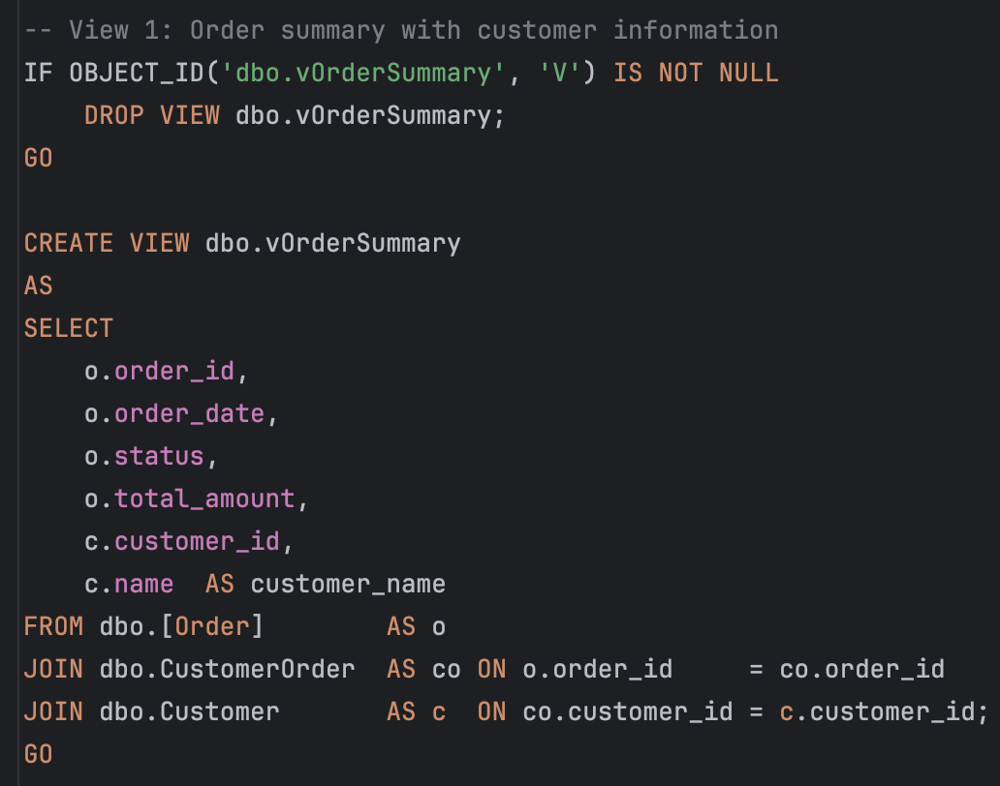 -- View 1: Order summary with customer information
IF OBJECT_ID('dbo.vOrderSummary', 'V') IS NOT NULL
    DROP VIEW dbo.vOrderSummary;
GO

CREATE VIEW dbo.vOrderSummary
AS
SELECT
    o.order_id,
    o.order_date,
    o.status,
    o.total_amount,
    c.customer_id,
    c.name  AS customer_name
FROM dbo.[Order]        AS o
JOIN dbo.CustomerOrder  AS co ON o.order_id     = co.order_id
JOIN dbo.Customer       AS c  ON co.customer_id = c.customer_id;
GO